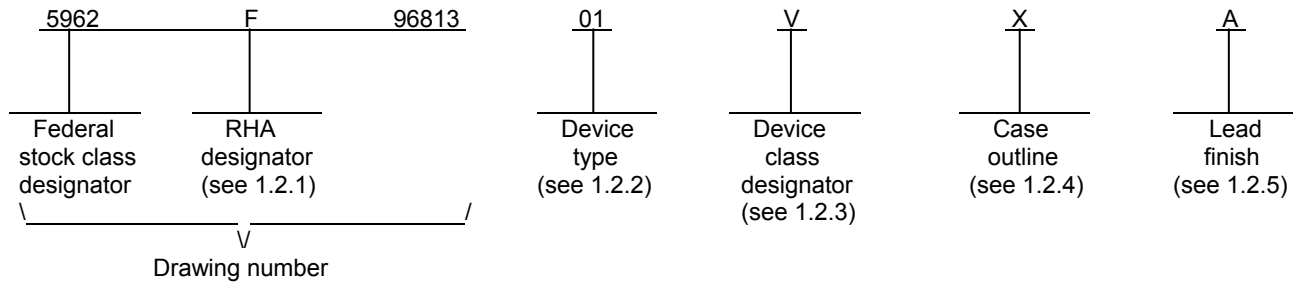 5962 F 96813 01 V X A
Federal RHA Device Device Case Lead
stock class designator type class outline finish
designator (see 1.2.1) (see 1.2.2) designator (see 1.2.4) (see 1.2.5)
(see 1.2.3)
\ /
\/
Drawing number